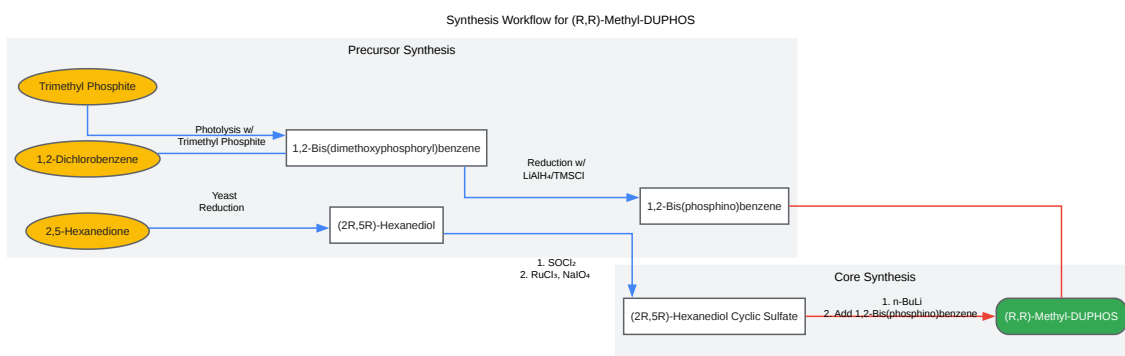 Synthesis Workflow for (R,R)-Methyl-DUPHOS
Precursor Synthesis
Trimethyl Phosphite
Photolysis w/
Trimethyl Phosphite
1,2-Dichlorobenzene
1,2-Bis(dimethoxyphosphoryl)benzene
Reduction w/
LiAlH₄/TMSCl
1,2-Bis(phosphino)benzene
Yeast
Reduction
2,5-Hexanedione
(2R,5R)-Hexanediol
1. SOCl₂
2. RuCl₃, NaIO₄
Core Synthesis
(2R,5R)-Hexanediol Cyclic Sulfate
1. n-BuLi
2. Add 1,2-Bis(phosphino)benzene
(R,R)-Methyl-DUPHOS